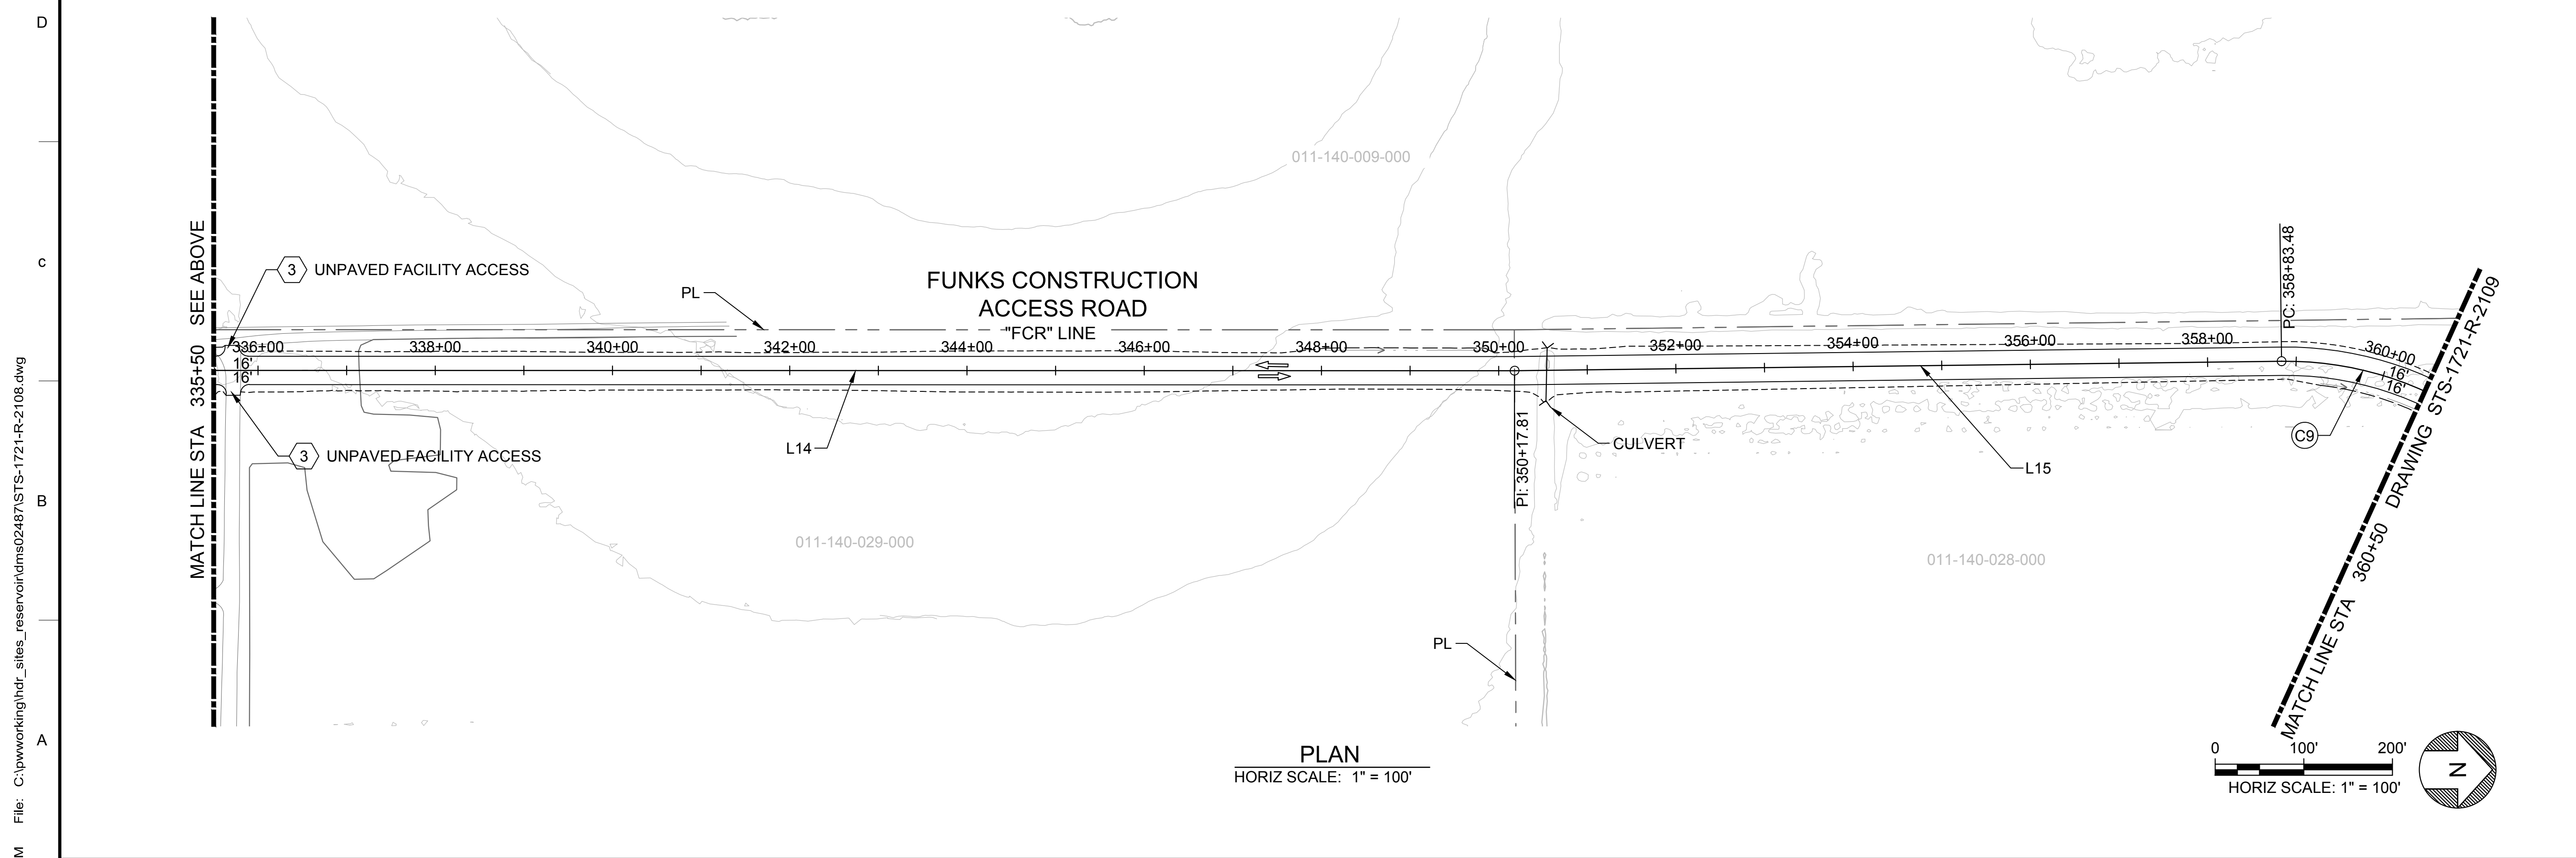 D
C
B
A
File: C:\pwworking\hdr_sites_reservoir\dms02487\STS-1721-R-2108.dwg
M
MATCH LINE STA 335+50 SEE ABOVE
011-140-009-000
3 UNPAVED FACILITY ACCESS
PL
FUNKS CONSTRUCTION
ACCESS ROAD
"FCR" LINE
336+00
338+00
340+00
342+00
344+00
346+00
348+00
350+00
352+00
354+00
356+00
358+00
360+00
16'
16'
16'
16'
PC: 358+83.48
PI: 350+17.81
L14
3 UNPAVED FACILITY ACCESS
CULVERT
L15
C9
011-140-029-000
011-140-028-000
PL
MATCH LINE STA 360+50 DRAWING STS-1721-R-2109
PLAN
HORIZ SCALE: 1" = 100'
0 100' 200'
HORIZ SCALE: 1" = 100'
N